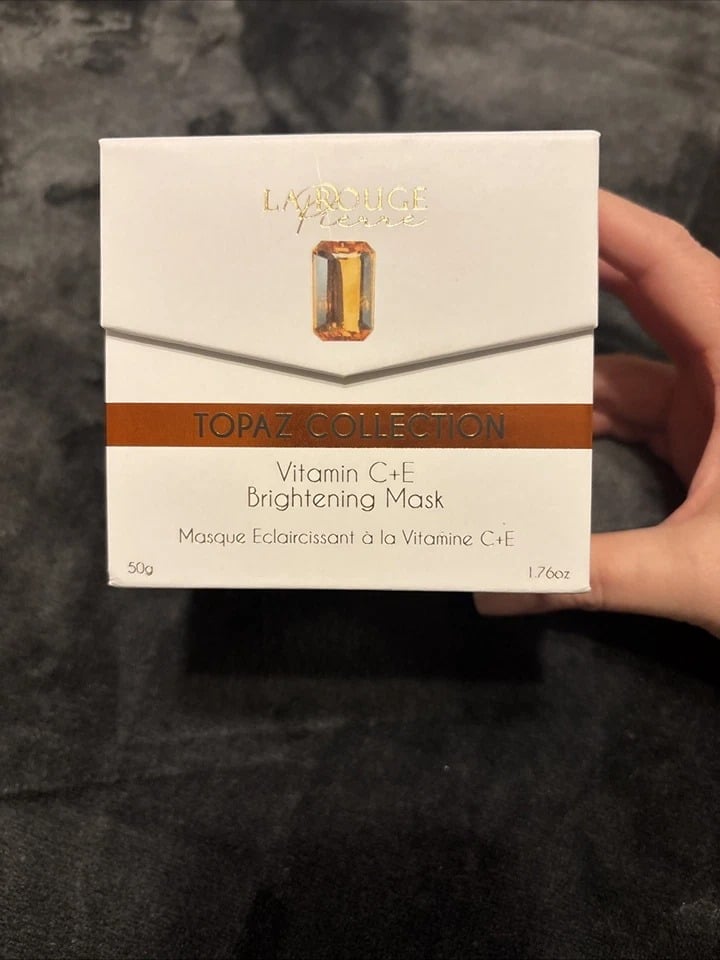 LA ROUGE
Pierre
TOPAZ COLLECTION
Vitamin C+E
Brightening Mask
Masque Eclaircissant à la Vitamine C+E
50g 1.76oz